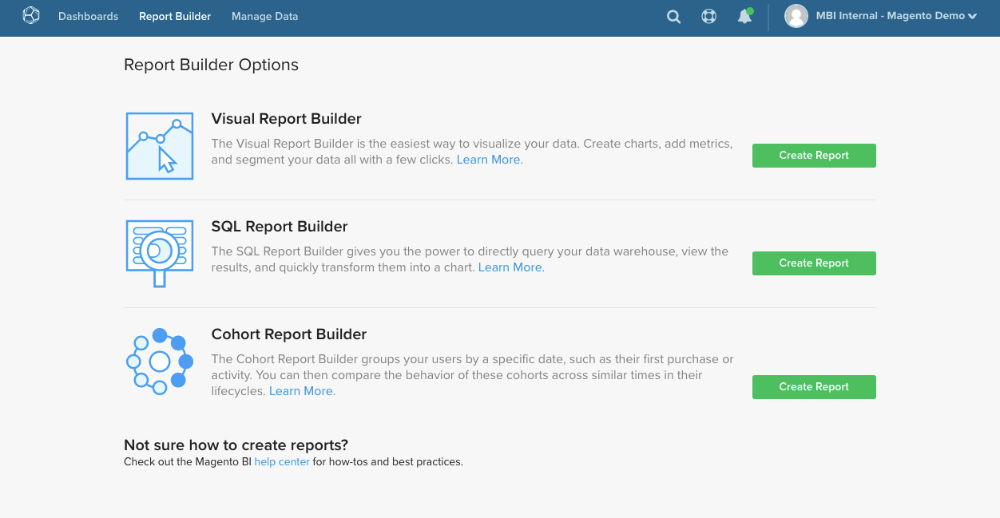 Dashboards Report Builder Manage Data MBI Internal - Magento Demo
Report Builder Options
Visual Report Builder
The Visual Report Builder is the easiest way to visualize your data. Create charts, add metrics,
and segment your data all with a few clicks. Learn More.
Create Report
SQL Report Builder
The SQL Report Builder gives you the power to directly query your data warehouse, view the
results, and quickly transform them into a chart. Learn More.
Create Report
Cohort Report Builder
The Cohort Report Builder groups your users by a specific date, such as their first purchase or
activity. You can then compare the behavior of these cohorts across similar times in their
lifecycles. Learn More.
Create Report
Not sure how to create reports?
Check out the Magento BI help center for how-tos and best practices.